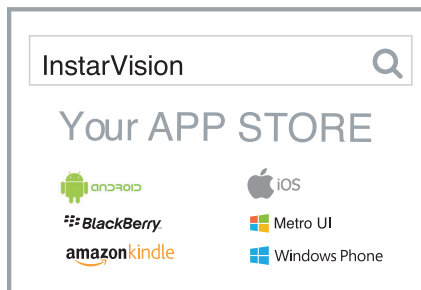 InstarVision
Your APP STORE
android iOS
BlackBerry. Metro UI
amazonkindle Windows Phone